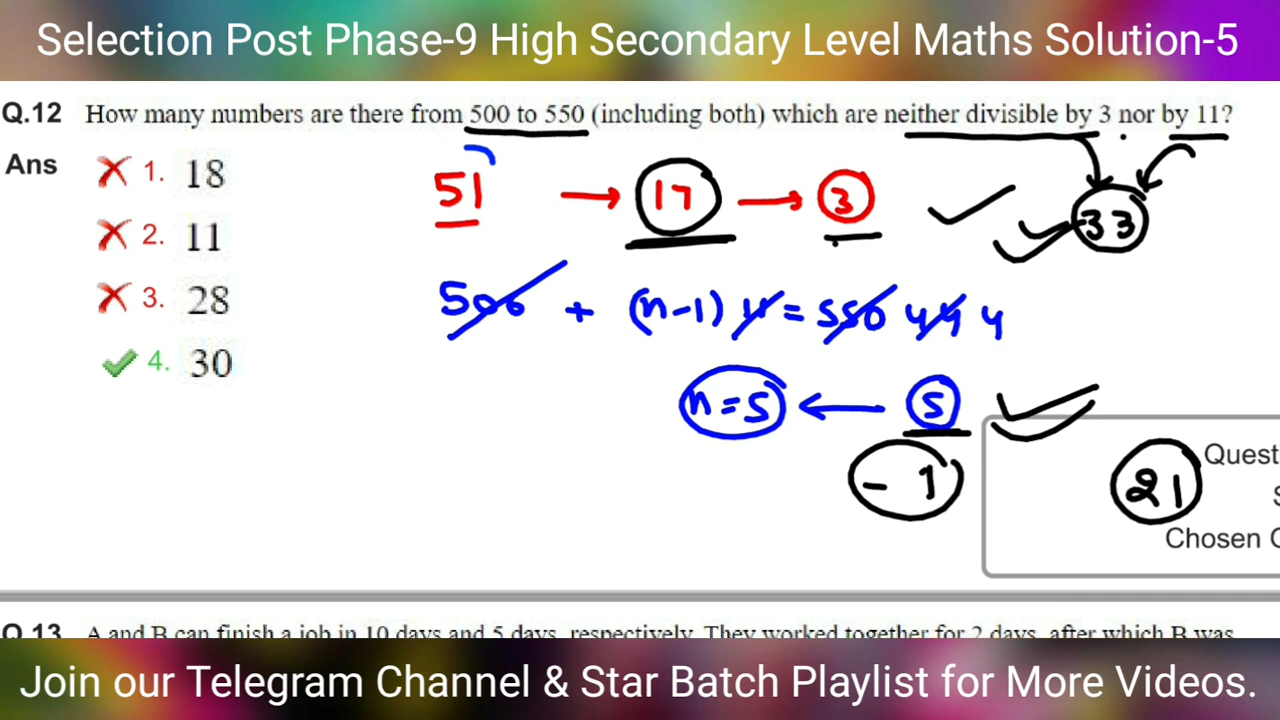 Selection Post Phase-9 High Secondary Level Maths Solution-5
Q.12 How many numbers are there from 500 to 550 (including both) which are neither divisible by 3 nor by 11?
Ans 1. 18
2. 11
3. 28
4. 30
51 → 17 → 3
33
506 + (n-1) 11 = 550 44 4
n=5 ← 5
- 1
21
Quest
S
Chosen O
Q.13 A and B can finish a job in 10 days and 5 days, respectively. They worked together for 2 days, after which B was
Join our Telegram Channel & Star Batch Playlist for More Videos.